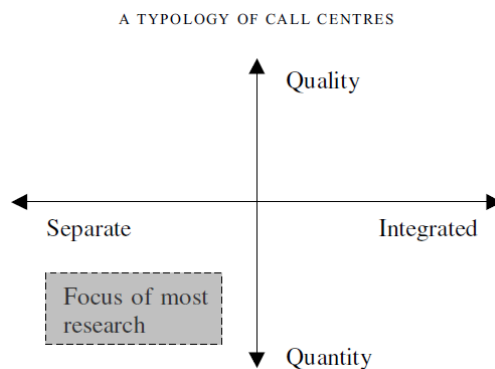 A TYPOLOGY OF CALL CENTRES
Quality
Separate
Integrated
Focus of most
research
Quantity